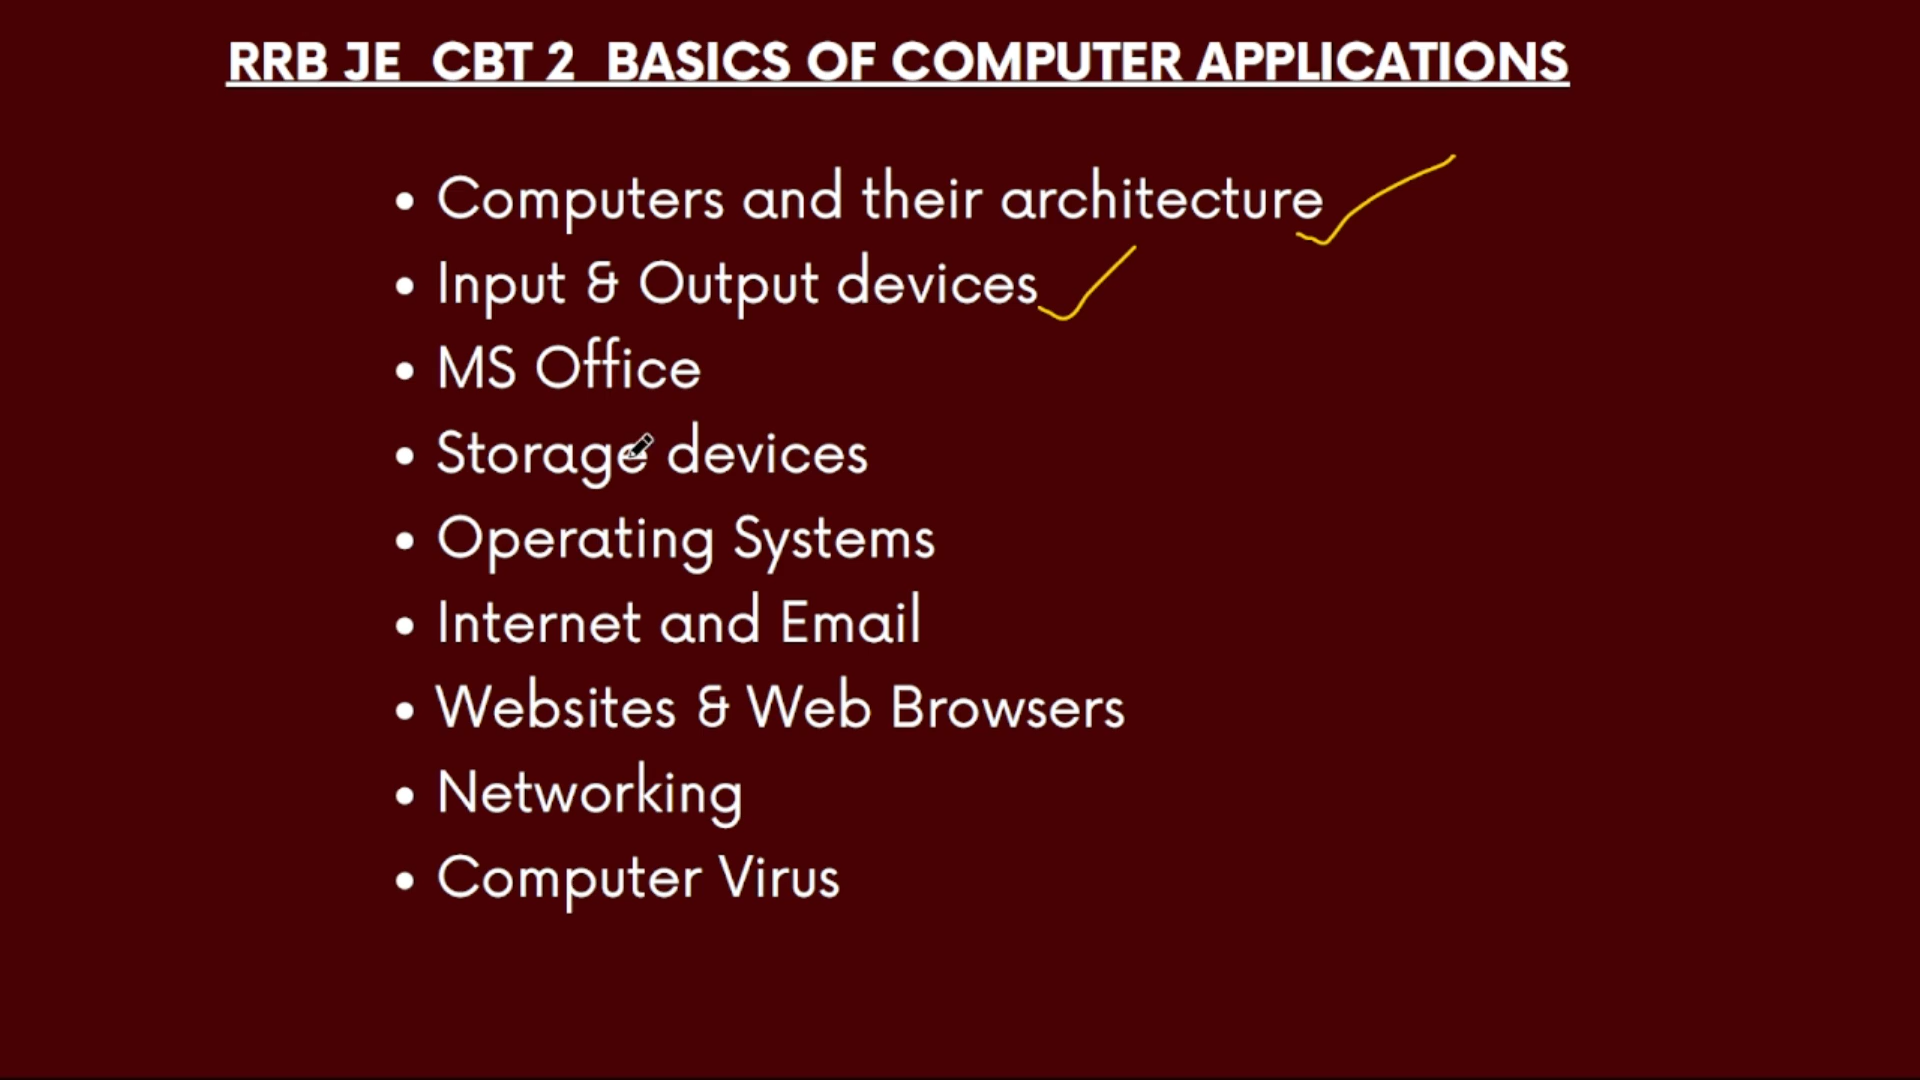 RRB JE CBT 2 BASICS OF COMPUTER APPLICATIONS
• Computers and their architecture
• Input & Output devices
• MS Office
• Storage devices
• Operating Systems
• Internet and Email
• Websites & Web Browsers
• Networking
• Computer Virus